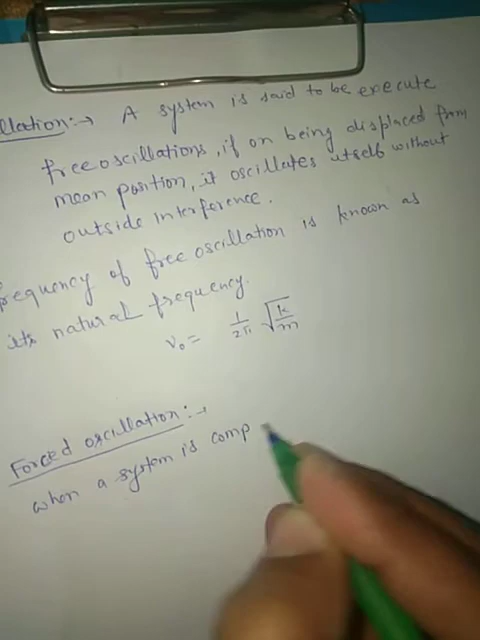 llation:→ A system is said to be execute
free oscillations, if on being displaced from
mean position, it oscillates itself without
outside interference.
frequency of free oscillation is known as
its natural frequency.
ν₀ = 1/2π √k/m
Forced oscillation:→
when a system is comp